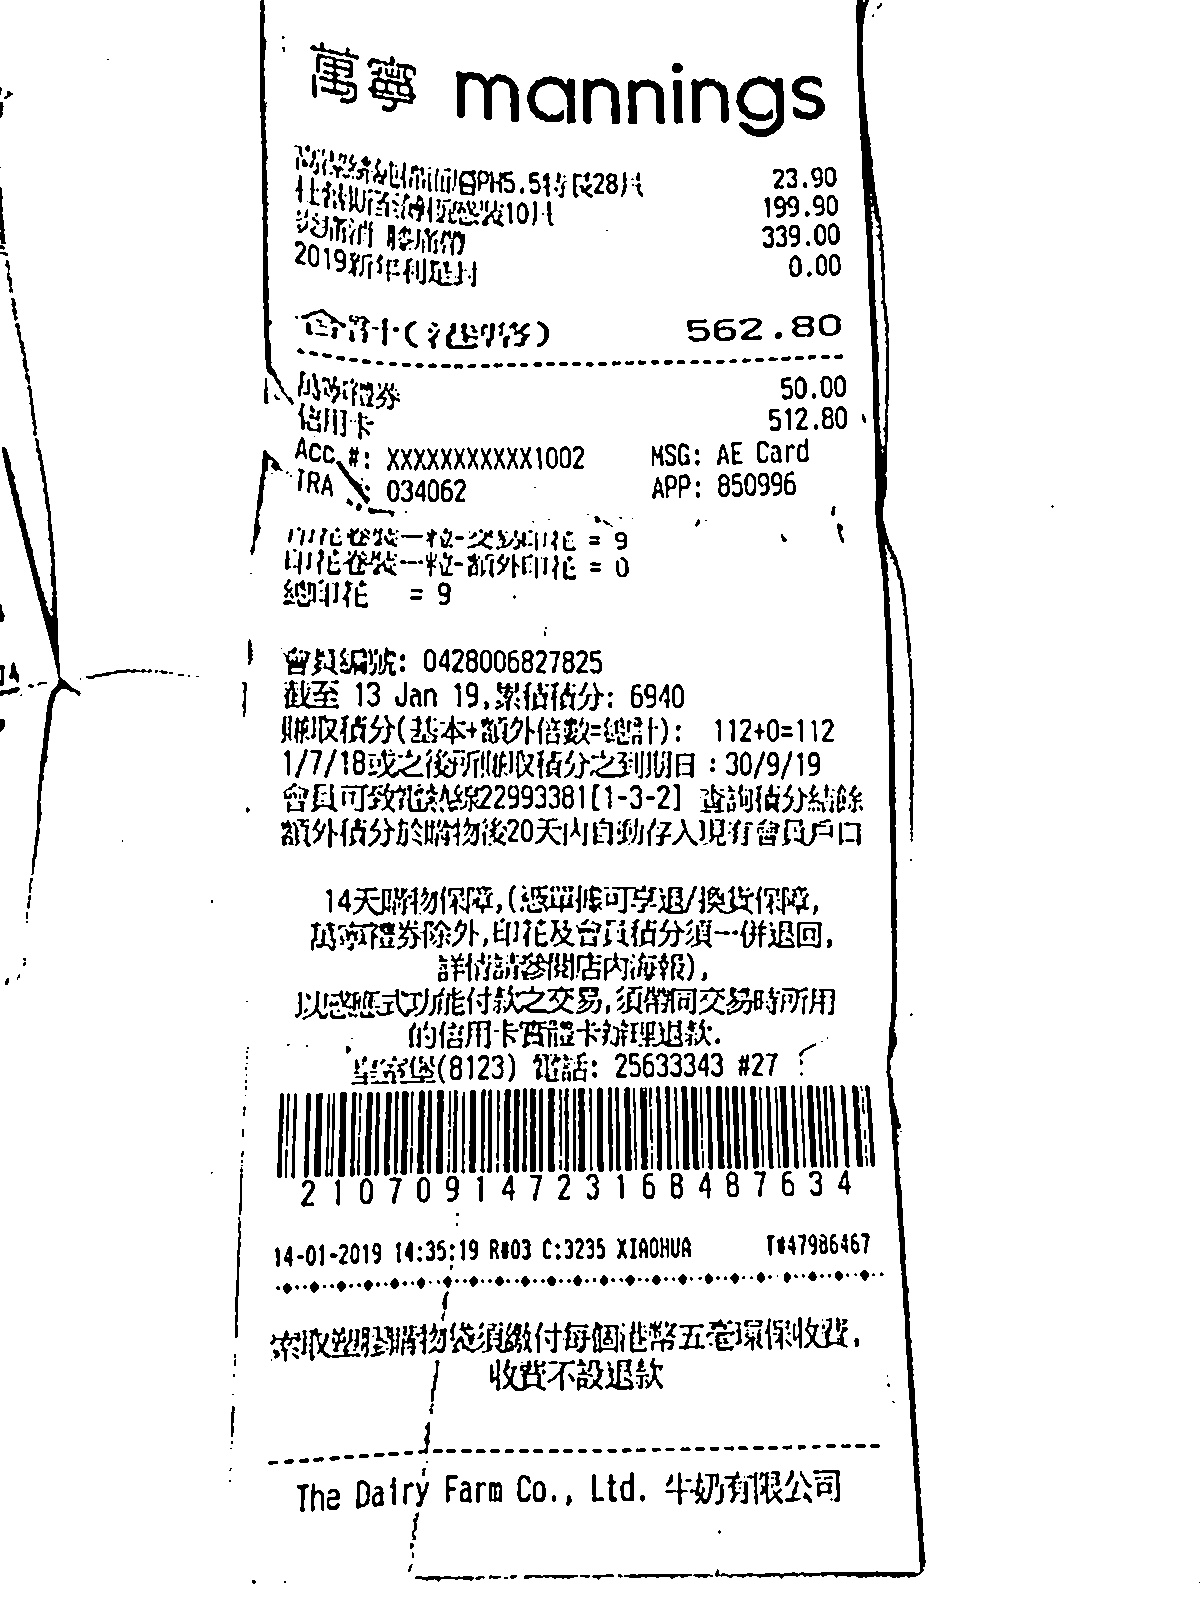 萬寧 mannings
PH5.5 28片 23.90
10片 199.90
339.00
2019新年利是封 0.00
合計 (港幣) 562.80
萬寧禮券 50.00
信用卡 512.80
Acc #: XXXXXXXXXXX1002 MSG: AE Card
TRA : 034062 APP: 850996
印花卷裝一粒-交易印花 = 9
印花卷裝一粒-額外印花 = 0
總印花 = 9
會員編號: 0428006827825
截至 13 Jan 19,累積積分: 6940
賺取積分(基本+額外倍數=總計): 112+0=112
1/7/18或之後所賺取積分之到期日:30/9/19
會員可致電熱線22993381[1-3-2] 查詢積分結餘
額外積分於購物後20天內自動存入現有會員戶口
14天購物保障,(憑單據可享退/換貨保障,
萬寧禮券除外,印花及會員積分須一併退回,
詳情請參閱店內海報),
以感應式功能付款之交易,須帶同交易時所用
的信用卡實體卡辦理退款.
皇室堡(8123) 電話: 25633343 #27
21070914723168487634
14-01-2019 14:35:19 R#03 C:3235 XIAOHUA T#47986467
索取塑膠購物袋須繳付每個港幣五毫環保收費,
收費不設退款
The Dairy Farm Co., Ltd. 牛奶有限公司